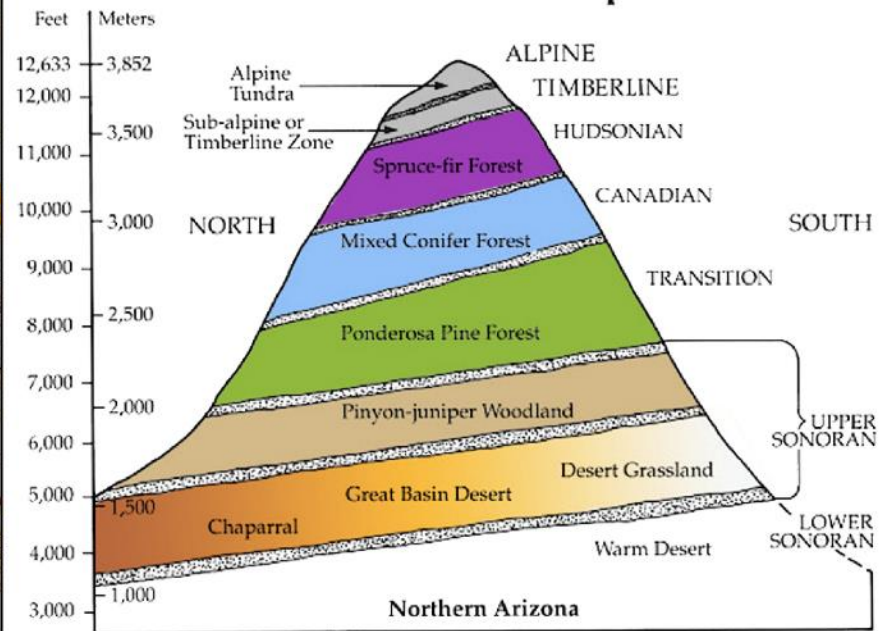 Feet Meters
12,633 3,852
12,000
3,500
11,000
10,000
3,000
9,000
2,500
8,000
7,000
2,000
6,000
5,000
1,500
4,000
1,000
3,000
ALPINE
Alpine
Tundra
TIMBERLINE
Sub-alpine or
Timberline Zone
HUDSONIAN
Spruce-fir Forest
CANADIAN
NORTH
SOUTH
Mixed Conifer Forest
TRANSITION
Ponderosa Pine Forest
Pinyon-juniper Woodland
UPPER
SONORAN
Desert Grassland
Great Basin Desert
Chaparral
LOWER
SONORAN
Warm Desert
Northern Arizona